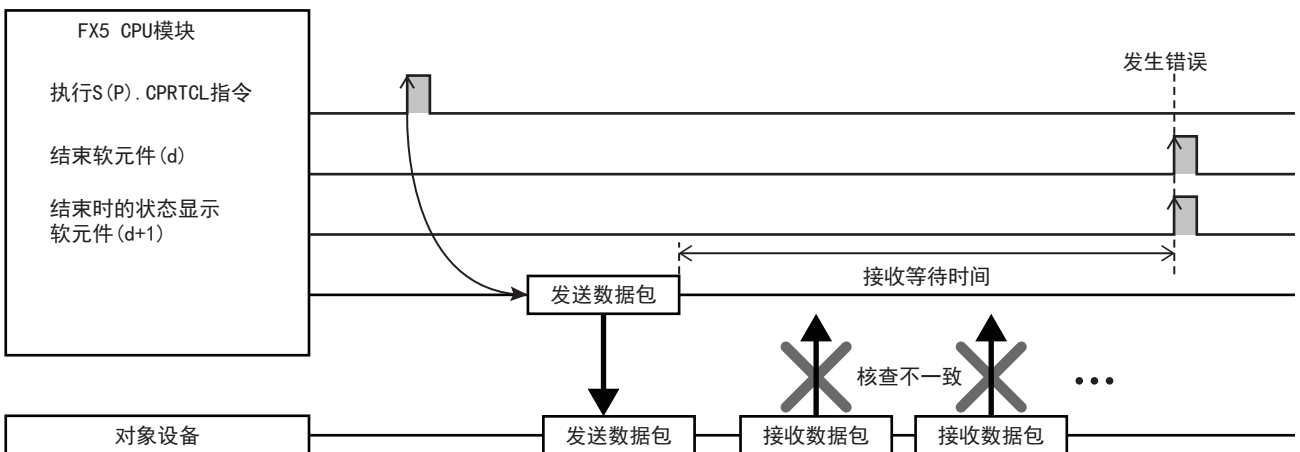 FX5 CPU模块
发生错误
执行S(P).CPRTCL指令
结束软元件(d)
结束时的状态显示
软元件(d+1)
接收等待时间
发送数据包
核查不一致
•••
对象设备
发送数据包
接收数据包
接收数据包